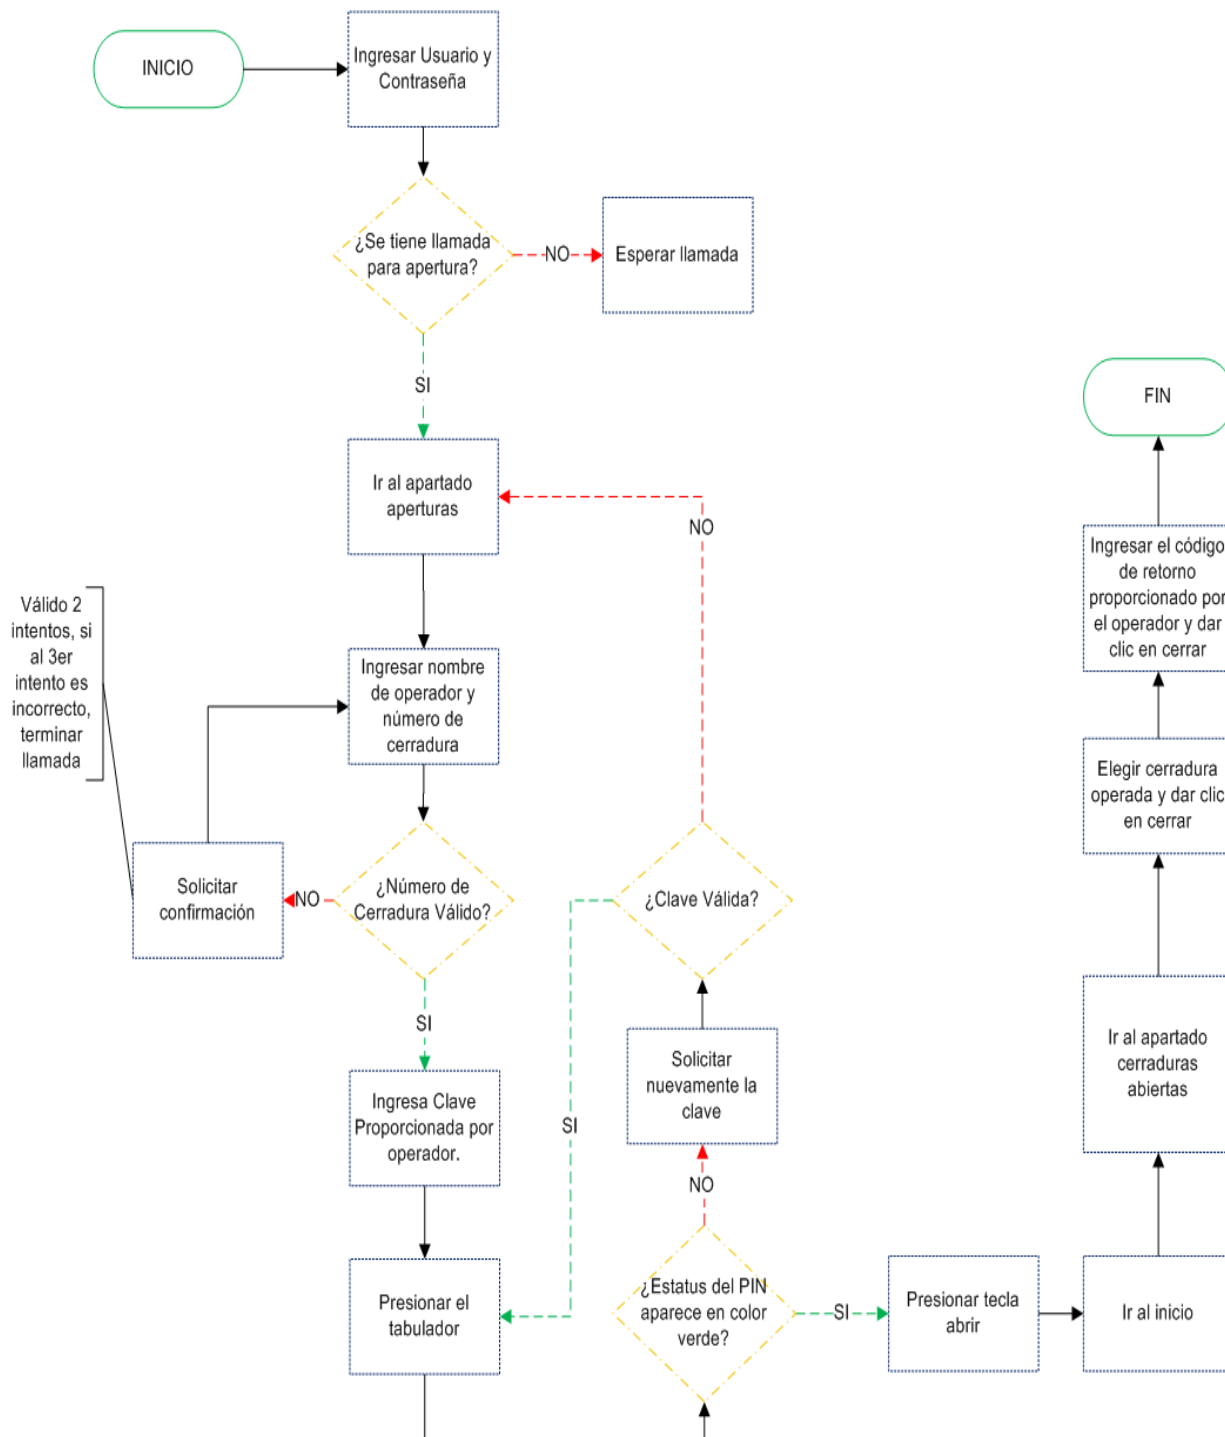 INICIO
Ingresar Usuario y
Contraseña
¿Se tiene llamada
para apertura?
NO
Esperar llamada
SI
Ir al apartado
aperturas
Ingresar nombre
de operador y
número de
cerradura
Válido 2
intentos, si
al 3er
intento es
incorrecto,
terminar
llamada
Solicitar
confirmación
NO
¿Número de
Cerradura Válido?
SI
Ingresa Clave
Proporcionada por
operador.
Presionar el
tabulador
NO
¿Clave Válida?
SI
Solicitar
nuevamente la
clave
NO
¿Estatus del PIN
aparece en color
verde?
SI
Presionar tecla
abrir
Ir al inicio
Ir al apartado
cerraduras
abiertas
Elegir cerradura
operada y dar clic
en cerrar
Ingresar el código
de retorno
proporcionado por
el operador y dar
clic en cerrar
FIN